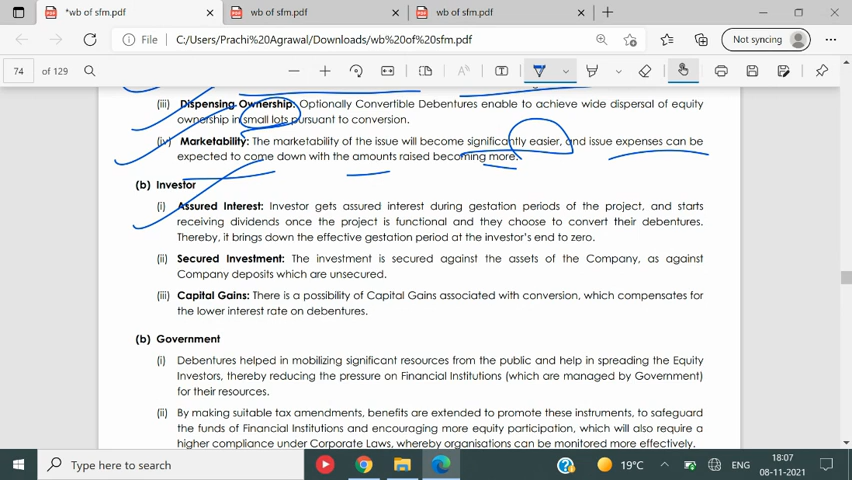 *wb of sfm.pdf
wb of sfm.pdf
wb of sfm.pdf
File C:/Users/Prachi%20Agrawal/Downloads/wb%20of%20sfm.pdf
Not syncing
74 of 129
(iii) Dispensing Ownership: Optionally Convertible Debentures enable to achieve wide dispersal of equity
ownership in small lots pursuant to conversion.
(iv) Marketability: The marketability of the issue will become significantly easier, and issue expenses can be
expected to come down with the amounts raised becoming more.
(b) Investor
(i) Assured Interest: Investor gets assured interest during gestation periods of the project, and starts
receiving dividends once the project is functional and they choose to convert their debentures.
Thereby, it brings down the effective gestation period at the investor's end to zero.
(ii) Secured Investment: The investment is secured against the assets of the Company, as against
Company deposits which are unsecured.
(iii) Capital Gains: There is a possibility of Capital Gains associated with conversion, which compensates for
the lower interest rate on debentures.
(b) Government
(i) Debentures helped in mobilizing significant resources from the public and help in spreading the Equity
Investors, thereby reducing the pressure on Financial Institutions (which are managed by Government)
for their resources.
(ii) By making suitable tax amendments, benefits are extended to promote these instruments, to safeguard
the funds of Financial Institutions and encouraging more equity participation, which will also require a
higher compliance under Corporate Laws, whereby organisations can be monitored more effectively.
Type here to search
19°C
ENG
18:07
08-11-2021